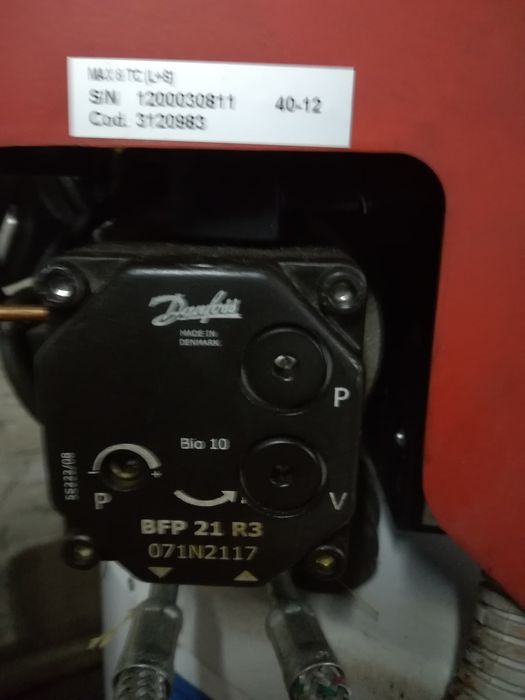 MAX 8 TC (L+S)
S/N: 1200030811 40-12
Cod: 3120983
Danfoss
MADE IN:
DENMARK:
P
Bio 10
- +
P
V
BFP 21 R3
071N2117